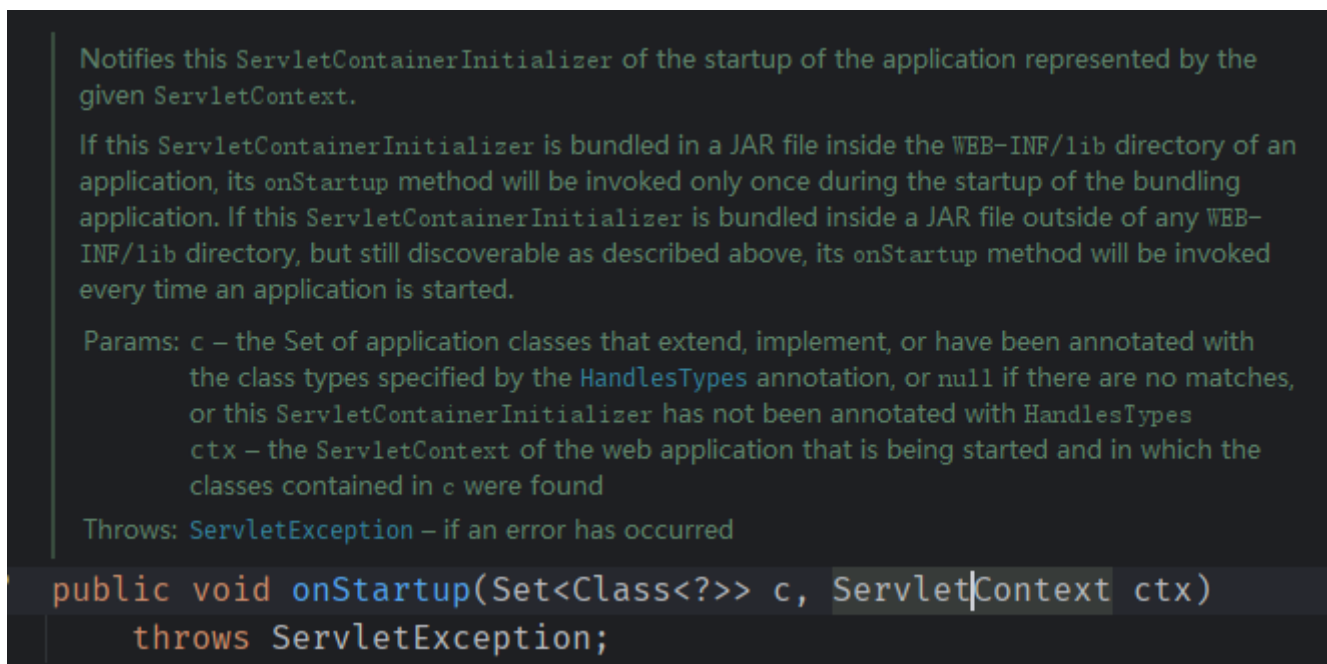 Notifies this ServletContainerInitializer of the startup of the application represented by the
given ServletContext.
If this ServletContainerInitializer is bundled in a JAR file inside the WEB-INF/lib directory of an
application, its onStartup method will be invoked only once during the startup of the bundling
application. If this ServletContainerInitializer is bundled inside a JAR file outside of any WEB-
INF/lib directory, but still discoverable as described above, its onStartup method will be invoked
every time an application is started.
Params: c – the Set of application classes that extend, implement, or have been annotated with
the class types specified by the HandlesTypes annotation, or null if there are no matches,
or this ServletContainerInitializer has not been annotated with HandlesTypes
ctx – the ServletContext of the web application that is being started and in which the
classes contained in c were found
Throws: ServletException – if an error has occurred
public void onStartup(Set<Class<?>> c, ServletContext ctx)
throws ServletException;